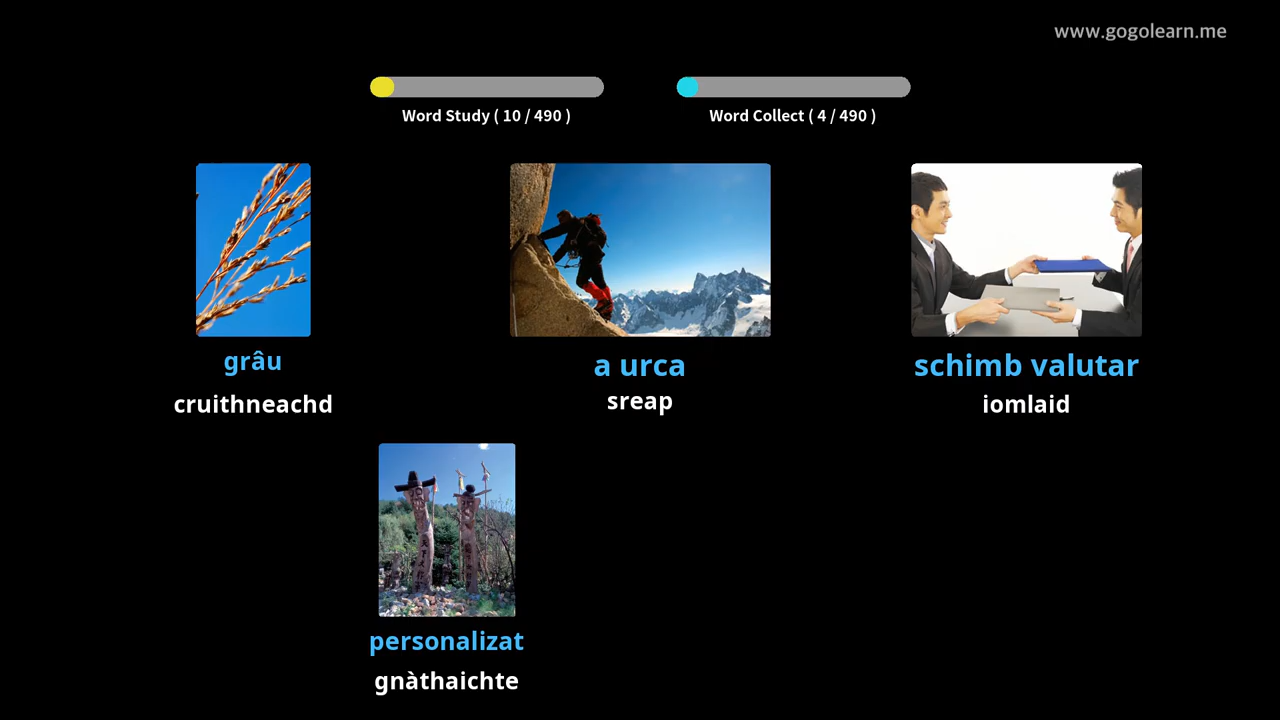 www.gogolearn.me
Word Study ( 10 / 490 )
Word Collect ( 4 / 490 )
grâu
cruithneachd
a urca
sreap
schimb valutar
iomlaid
personalizat
gnàthaichte